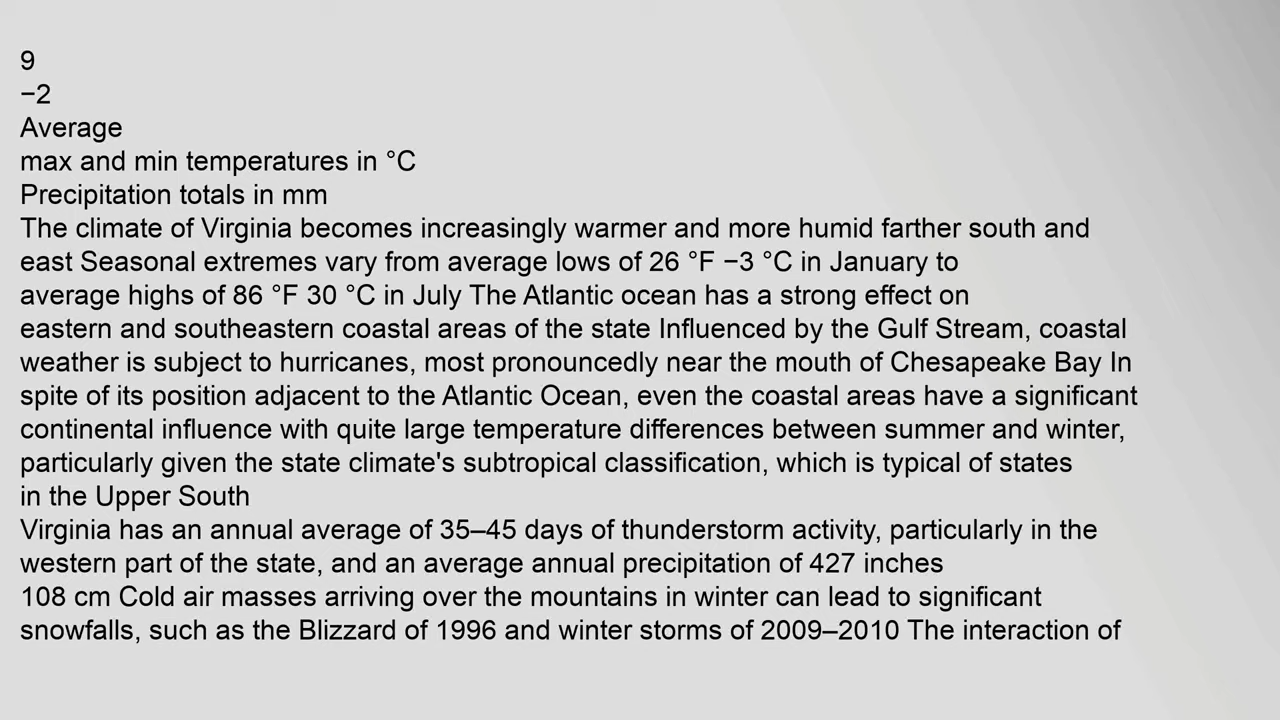 9
−2
Average
max and min temperatures in °C
Precipitation totals in mm
The climate of Virginia becomes increasingly warmer and more humid farther south and
east Seasonal extremes vary from average lows of 26 °F −3 °C in January to
average highs of 86 °F 30 °C in July The Atlantic ocean has a strong effect on
eastern and southeastern coastal areas of the state Influenced by the Gulf Stream, coastal
weather is subject to hurricanes, most pronouncedly near the mouth of Chesapeake Bay In
spite of its position adjacent to the Atlantic Ocean, even the coastal areas have a significant
continental influence with quite large temperature differences between summer and winter,
particularly given the state climate's subtropical classification, which is typical of states
in the Upper South
Virginia has an annual average of 35–45 days of thunderstorm activity, particularly in the
western part of the state, and an average annual precipitation of 427 inches
108 cm Cold air masses arriving over the mountains in winter can lead to significant
snowfalls, such as the Blizzard of 1996 and winter storms of 2009–2010 The interaction of